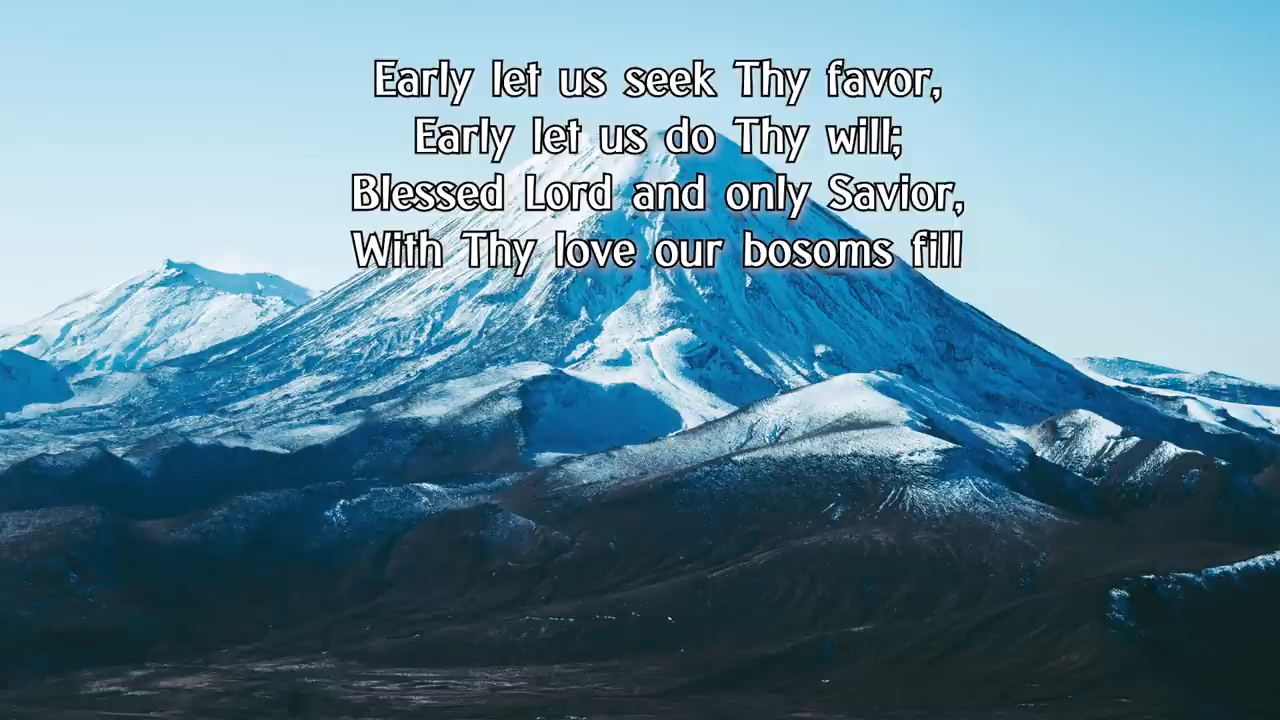 Early let us seek Thy favor,
Early let us do Thy will;
Blessed Lord and only Savior,
With Thy love our bosoms fill